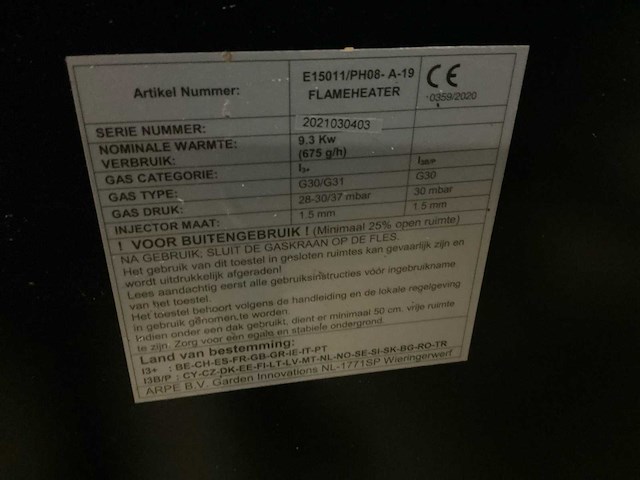 Artikel Nummer: E15011/PH08- A-19 FLAMEHEATER CE 0359/2020
SERIE NUMMER: 2021030403
NOMINALE WARMTE: 9.3 Kw
VERBRUIK: (675 g/h)
GAS CATEGORIE: I3+ I3B/P
GAS TYPE: G30/G31 G30
GAS DRUK: 28-30/37 mbar 30 mbar
INJECTOR MAAT: 1.5 mm 1.5 mm
! VOOR BUITENGEBRUIK ! (Minimaal 25% open ruimte)
NA GEBRUIK: SLUIT DE GASKRAAN OP DE FLES.
Het gebruik van dit toestel in gesloten ruimtes kan gevaarlijk zijn en
wordt uitdrukkelijk afgeraden!
Lees aandachtig eerst alle gebruiksinstructies vóór ingebruikname
van het toestel.
Het toestel behoort volgens de handleiding en de lokale regelgeving
in gebruik genomen te worden.
Indien onder een dak gebruikt, dient er minimaal 50 cm. vrije ruimte
te zijn. Zorg voor een egale en stabiele ondergrond.
Land van bestemming:
I3+ : BE-CH-ES-FR-GB-GR-IE-IT-PT
I3B/P : CY-CZ-DK-EE-FI-LT-LV-MT-NL-NO-SE-SI-SK-BG-RO-TR
ARPE B.V. Garden Innovations NL-1771SP Wieringerwerf